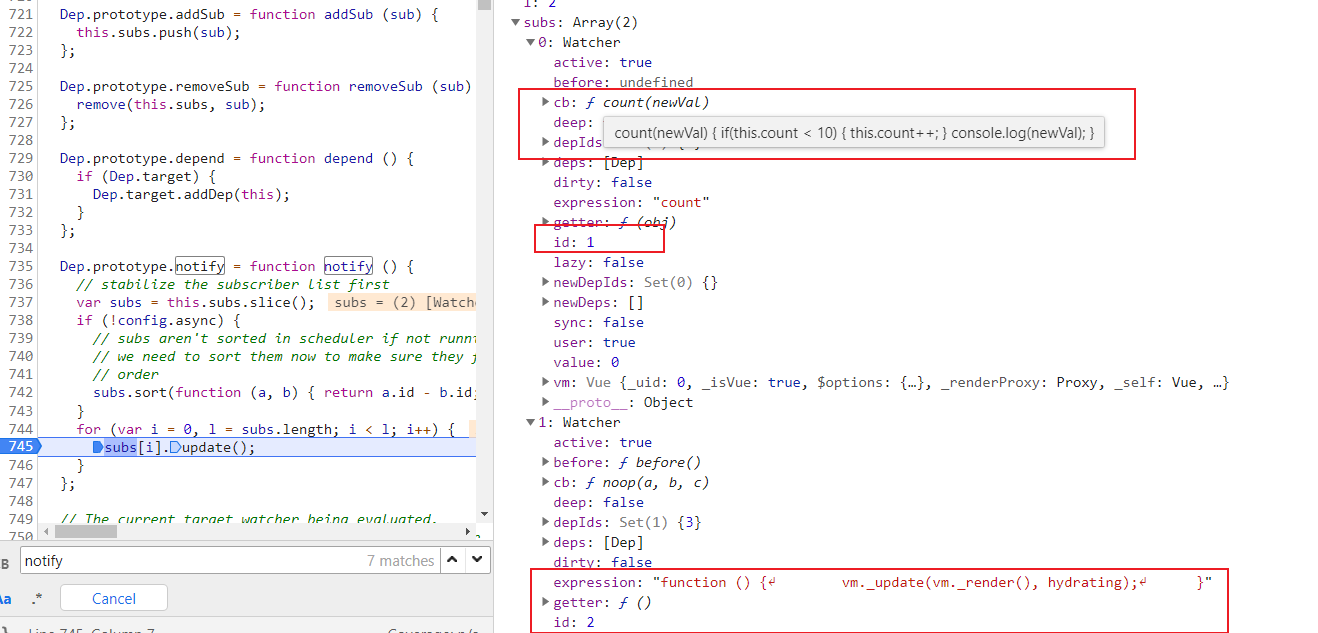 721 Dep.prototype.addSub = function addSub (sub) {
722 this.subs.push(sub);
723 };
724
725 Dep.prototype.removeSub = function removeSub (sub)
726 remove(this.subs, sub);
727 };
728
729 Dep.prototype.depend = function depend () {
730 if (Dep.target) {
731 Dep.target.addDep(this);
732 }
733 };
734
735 Dep.prototype.notify = function notify () {
736 // stabilize the subscriber list first
737 var subs = this.subs.slice(); subs = (2) [Watche
738 if (!config.async) {
739 // subs aren't sorted in scheduler if not runni
740 // we need to sort them now to make sure they f
741 // order
742 subs.sort(function (a, b) { return a.id - b.id;
743 }
744 for (var i = 0, l = subs.length; i < l; i++) {
745 subs[i].update();
746 }
747 };
748
749 // The current target watcher being evaluated.
750
notify 7 matches
Aa .* Cancel
Line 745, Column 7
l: 2
subs: Array(2)
0: Watcher
active: true
before: undefined
cb: ƒ count(newVal)
deep:
count(newVal) { if(this.count < 10) { this.count++; } console.log(newVal); }
depIds
deps: [Dep]
dirty: false
expression: "count"
getter: ƒ (obj)
id: 1
lazy: false
newDepIds: Set(0) {}
newDeps: []
sync: false
user: true
value: 0
vm: Vue {_uid: 0, _isVue: true, $options: {…}, _renderProxy: Proxy, _self: Vue, …}
__proto__: Object
1: Watcher
active: true
before: ƒ before()
cb: ƒ noop(a, b, c)
deep: false
depIds: Set(1) {3}
deps: [Dep]
dirty: false
expression: "function () {↵ vm._update(vm._render(), hydrating);↵ }"
getter: ƒ ()
id: 2